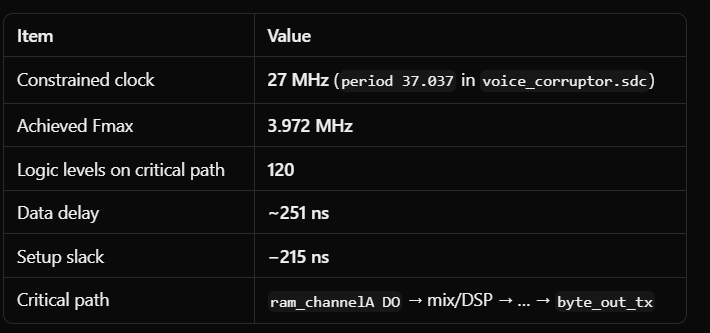 Item Value
Constrained clock 27 MHz (period 37.037 in voice_corruptor.sdc)
Achieved Fmax 3.972 MHz
Logic levels on critical path 120
Data delay ~251 ns
Setup slack −215 ns
Critical path ram_channelA DO → mix/DSP → ... → byte_out_tx